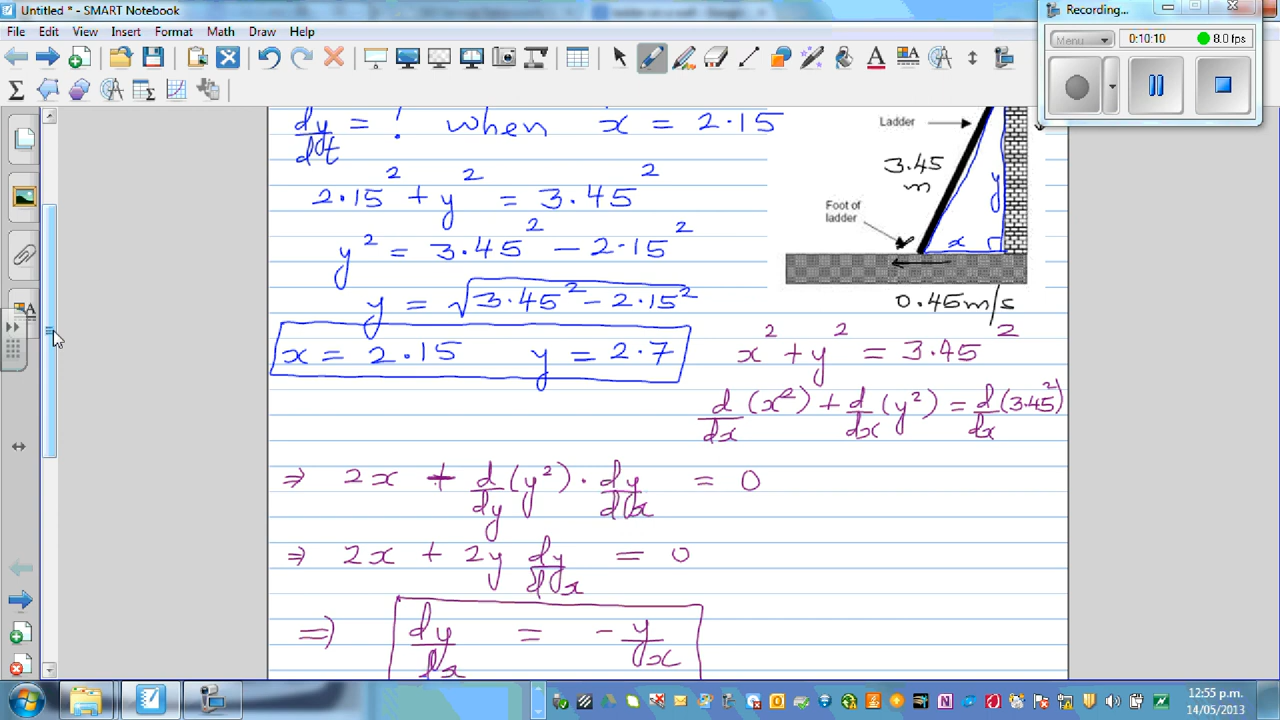 Untitled * - SMART Notebook
File Edit View Insert Format Math Draw Help
Recording...
Menu 0:10:10 8.0 fps
dy/dt = ? when x = 2.15
2.15² + y² = 3.45²
y² = 3.45² - 2.15²
y = √3.45² - 2.15²
x = 2.15 y = 2.7
Ladder
3.45
m
y
Foot of
ladder
x
0.45m/s
x² + y² = 3.45²
d/dx (x²) + d/dx (y²) = d/dx (3.45²)
⇒ 2x + d/dy (y²) · dy/dx = 0
⇒ 2x + 2y dy/dx = 0
⇒ dy/dx = - y/x
12:55 p.m.
14/05/2013